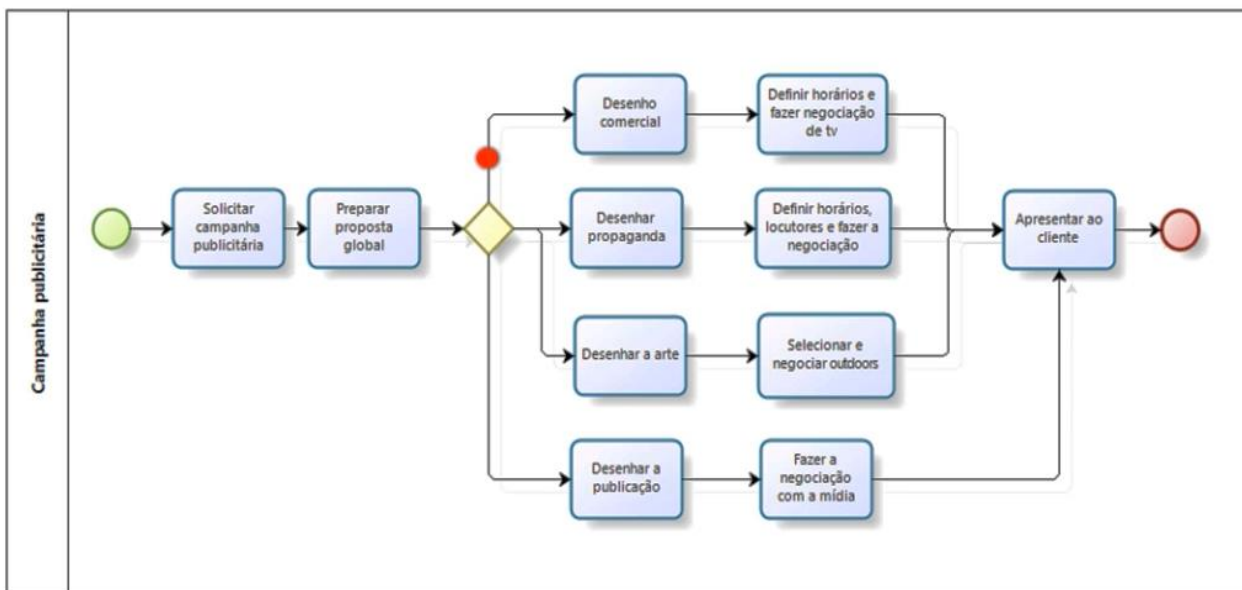 Campanha publicitária
Solicitar
campanha
publicitária
Preparar
proposta
global
Desenho
comercial
Definir horários e
fazer negociação
de tv
Desenhar
propaganda
Definir horários,
locutores e fazer a
negociação
Desenhar a arte
Selecionar e
negociar outdoors
Desenhar a
publicação
Fazer a
negociação
com a mídia
Apresentar ao
cliente